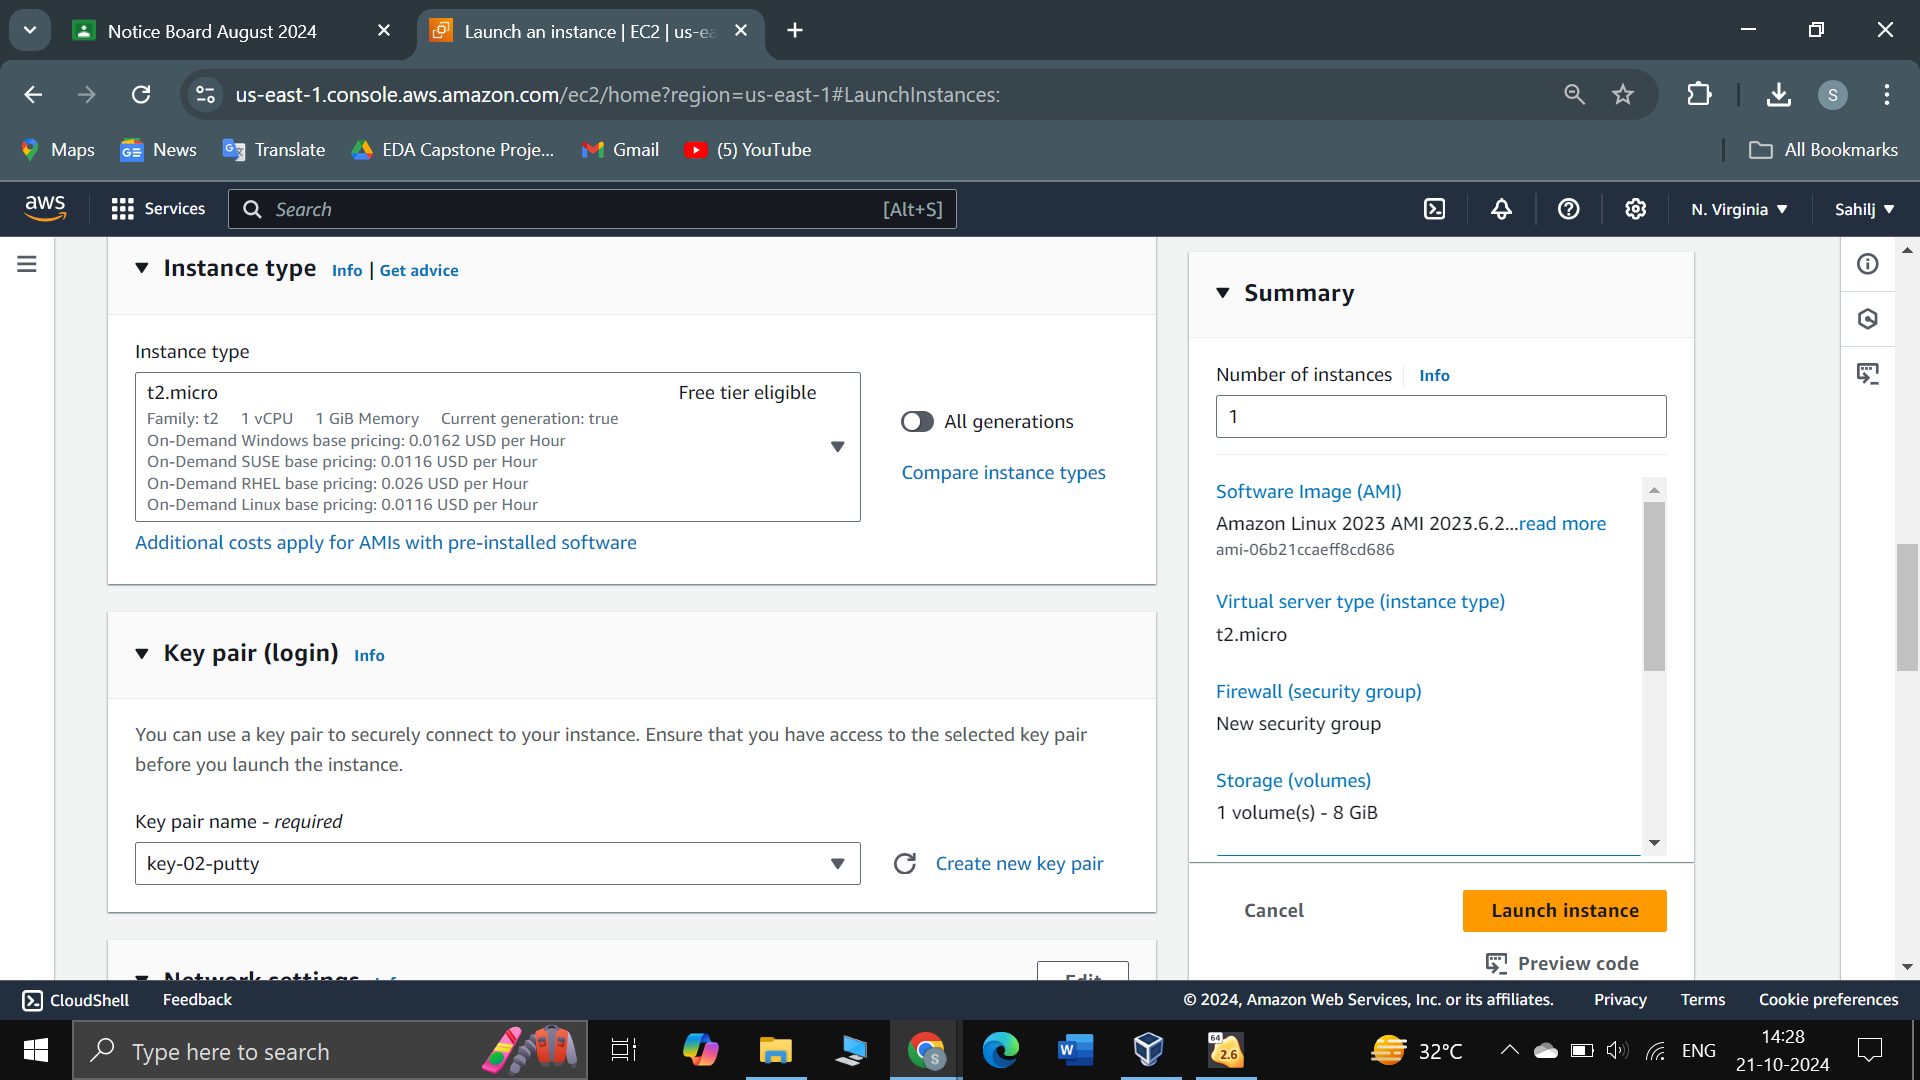 Notice Board August 2024
Launch an instance | EC2 | us-ea
us-east-1.console.aws.amazon.com/ec2/home?region=us-east-1#LaunchInstances:
S
Maps
News
Translate
EDA Capstone Proje...
Gmail
(5) YouTube
All Bookmarks
aws
Services
Search
[Alt+S]
N. Virginia
Sahilj
Instance type
Info | Get advice
Instance type
t2.micro
Free tier eligible
Family: t2 1 vCPU 1 GiB Memory Current generation: true
On-Demand Windows base pricing: 0.0162 USD per Hour
On-Demand SUSE base pricing: 0.0116 USD per Hour
On-Demand RHEL base pricing: 0.026 USD per Hour
On-Demand Linux base pricing: 0.0116 USD per Hour
All generations
Compare instance types
Additional costs apply for AMIs with pre-installed software
Key pair (login)
Info
You can use a key pair to securely connect to your instance. Ensure that you have access to the selected key pair
before you launch the instance.
Key pair name - required
key-02-putty
Create new key pair
Network settings
Info
Edit
Summary
Number of instances
Info
1
Software Image (AMI)
Amazon Linux 2023 AMI 2023.6.2...read more
ami-06b21ccaeff8cd686
Virtual server type (instance type)
t2.micro
Firewall (security group)
New security group
Storage (volumes)
1 volume(s) - 8 GiB
Cancel
Launch instance
Preview code
CloudShell
Feedback
© 2024, Amazon Web Services, Inc. or its affiliates.
Privacy
Terms
Cookie preferences
Type here to search
S
W
64
2.6
32°C
ENG
14:28
21-10-2024